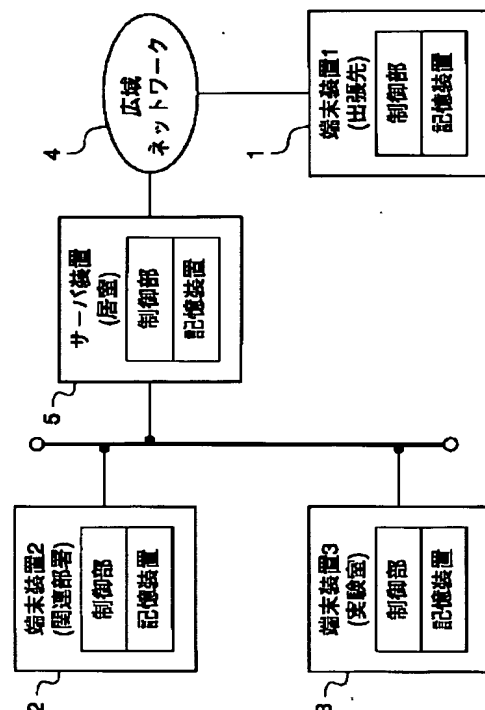 端末装置2
(関連部署)
制御部
記憶装置
2
サーバ装置
(居室)
制御部
記憶装置
5
広域
ネットワーク
4
端末装置3
(実験室)
制御部
記憶装置
3
端末装置1
(出張先)
制御部
記憶装置
1